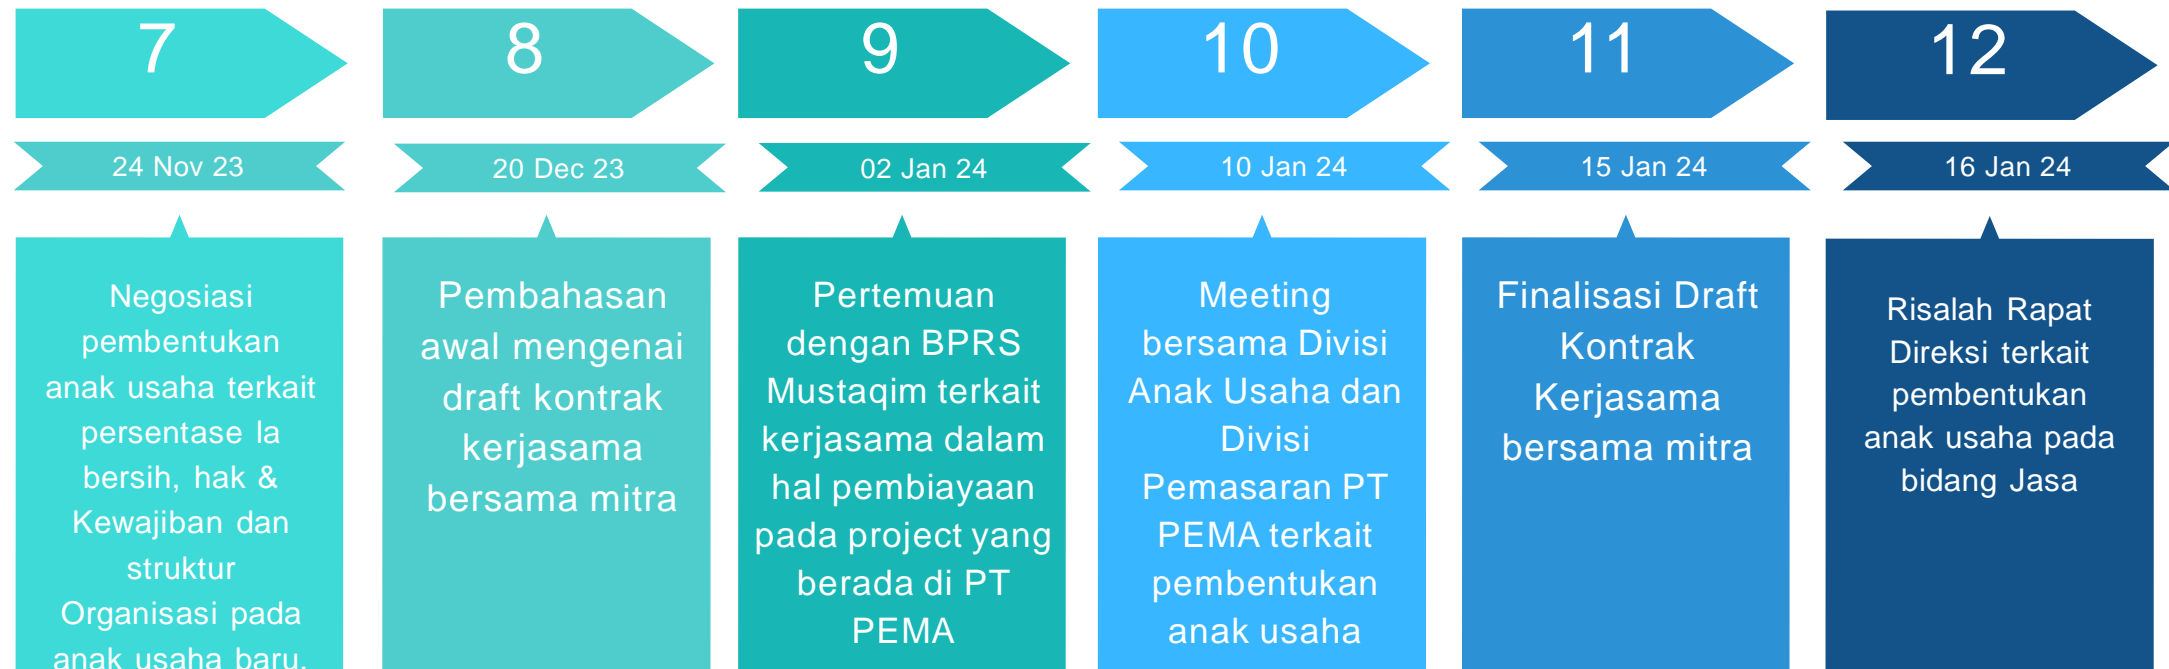 7
24 Nov 23
Negosiasi
pembentukan
anak usaha terkait
persentase la
bersih, hak &
Kewajiban dan
struktur
Organisasi pada
anak usaha baru.
8
20 Dec 23
Pembahasan
awal mengenai
draft kontrak
kerjasama
bersama mitra
9
02 Jan 24
Pertemuan
dengan BPRS
Mustaqim terkait
kerjasama dalam
hal pembiayaan
pada project yang
berada di PT
PEMA
10
10 Jan 24
Meeting
bersama Divisi
Anak Usaha dan
Divisi
Pemasaran PT
PEMA terkait
pembentukan
anak usaha
11
15 Jan 24
Finalisasi Draft
Kontrak
Kerjasama
bersama mitra
12
16 Jan 24
Risalah Rapat
Direksi terkait
pembentukan
anak usaha pada
bidang Jasa